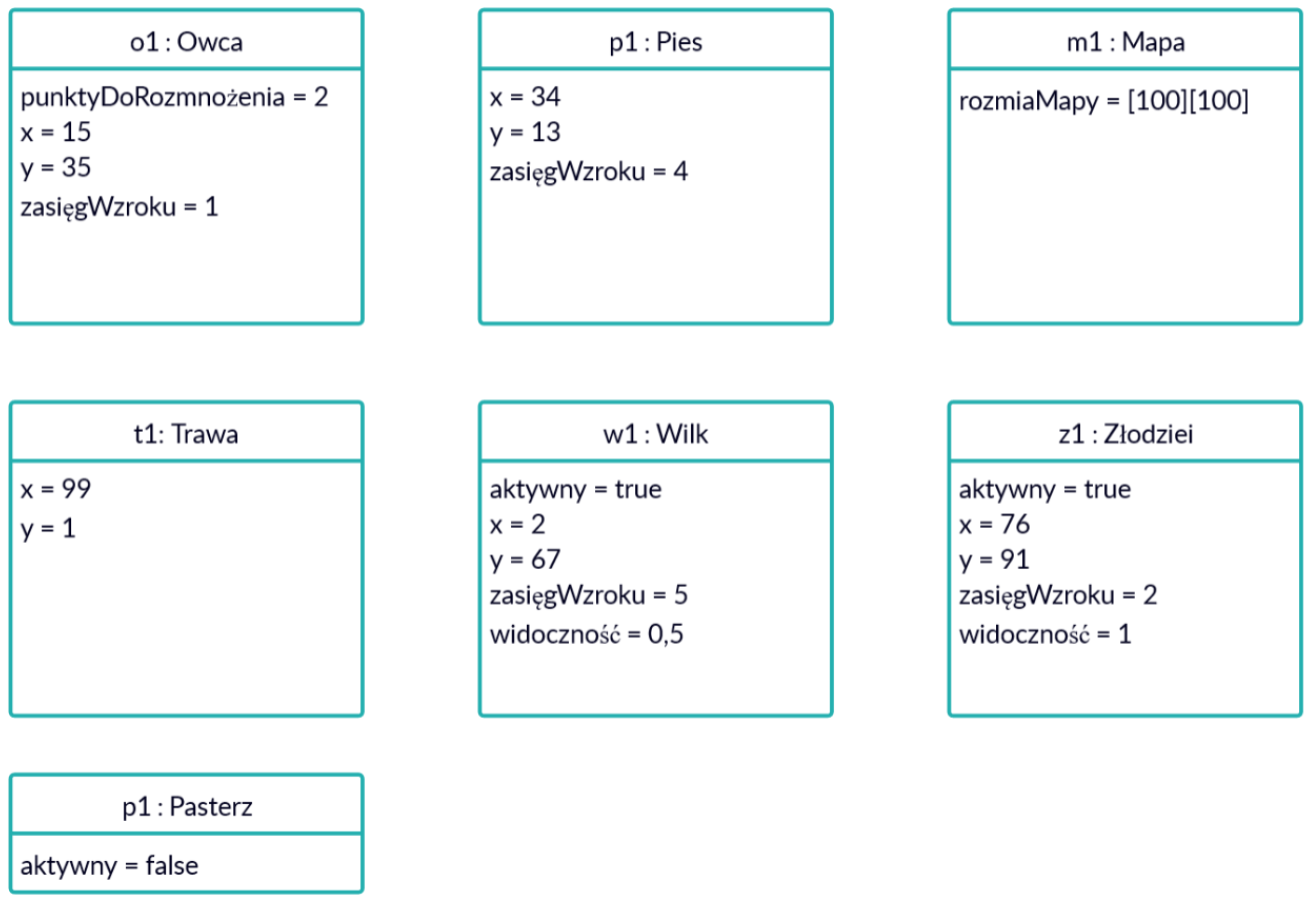 o1 : Owca
punktyDoRozmnożenia = 2
x = 15
y = 35
zasięgWzroku = 1
p1 : Pies
x = 34
y = 13
zasięgWzroku = 4
m1 : Mapa
rozmiaMapy = [100][100]
t1: Trawa
x = 99
y = 1
w1 : Wilk
aktywny = true
x = 2
y = 67
zasięgWzroku = 5
widoczność = 0,5
z1 : Złodziei
aktywny = true
x = 76
y = 91
zasięgWzroku = 2
widoczność = 1
p1 : Pasterz
aktywny = false